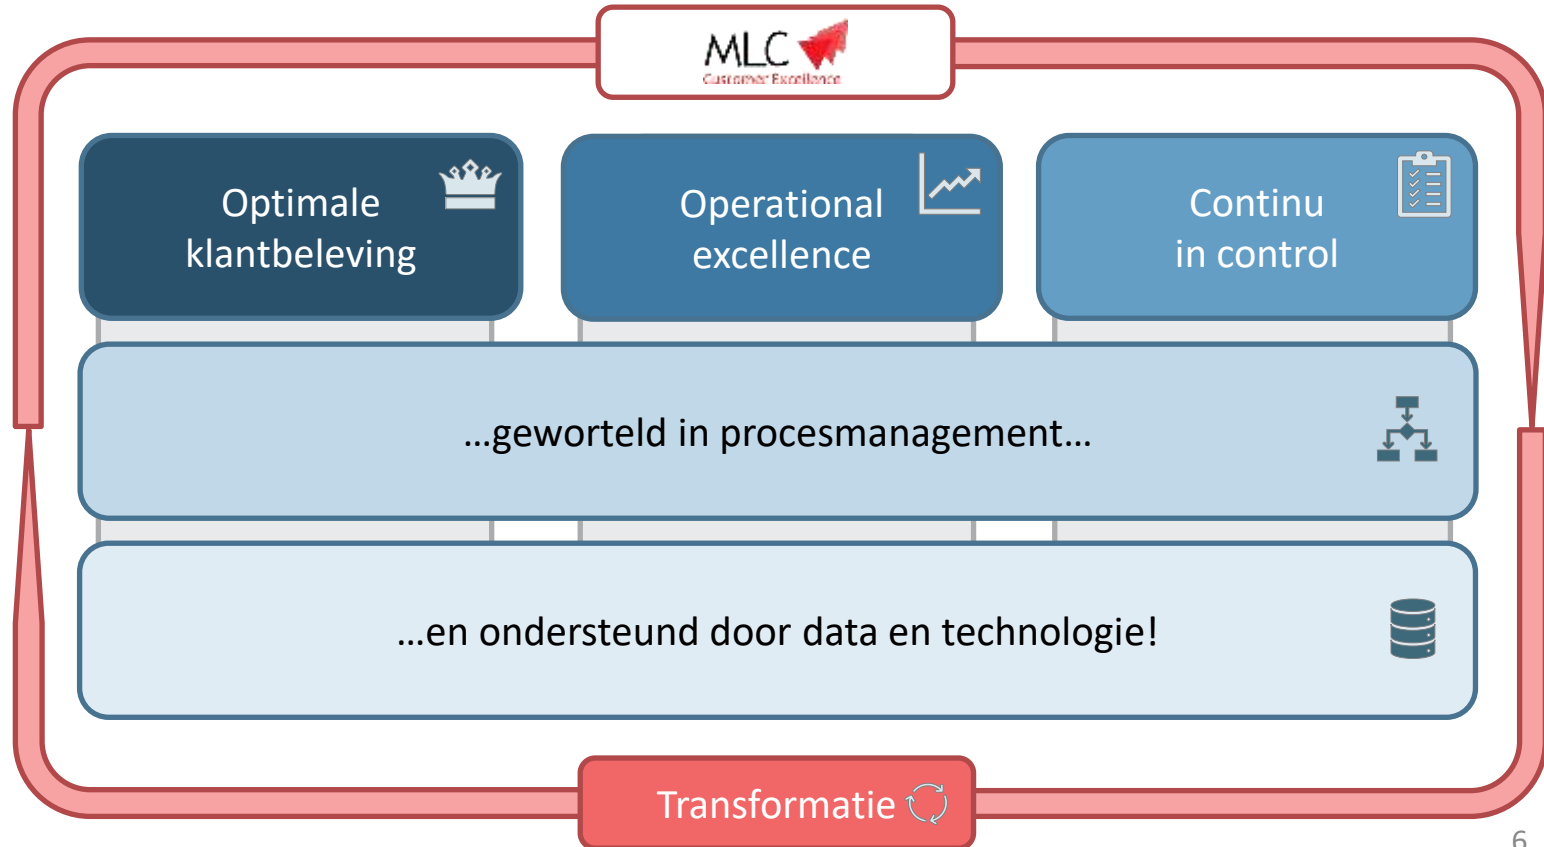 MLC
Customer Excellence
Optimale
klantbeleving
Operational
excellence
Continu
in control
...geworteld in procesmanagement...
...en ondersteund door data en technologie!
Transformatie
6